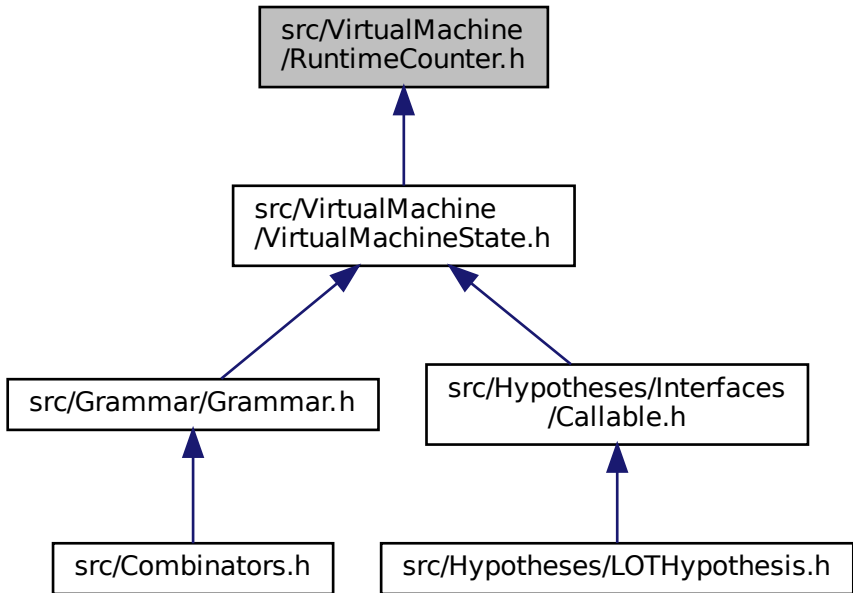 src/VirtualMachine
/RuntimeCounter.h
src/VirtualMachine
/VirtualMachineState.h
src/Grammar/Grammar.h
src/Hypotheses/Interfaces
/Callable.h
src/Combinators.h
src/Hypotheses/LOTHypothesis.h